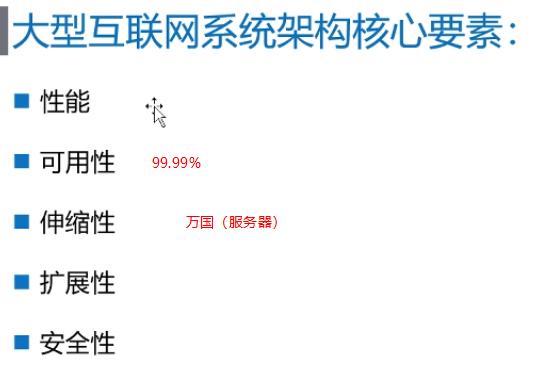 大型互联网系统架构核心要素：
性能
可用性 99.99%
伸缩性 万国（服务器）
扩展性
安全性